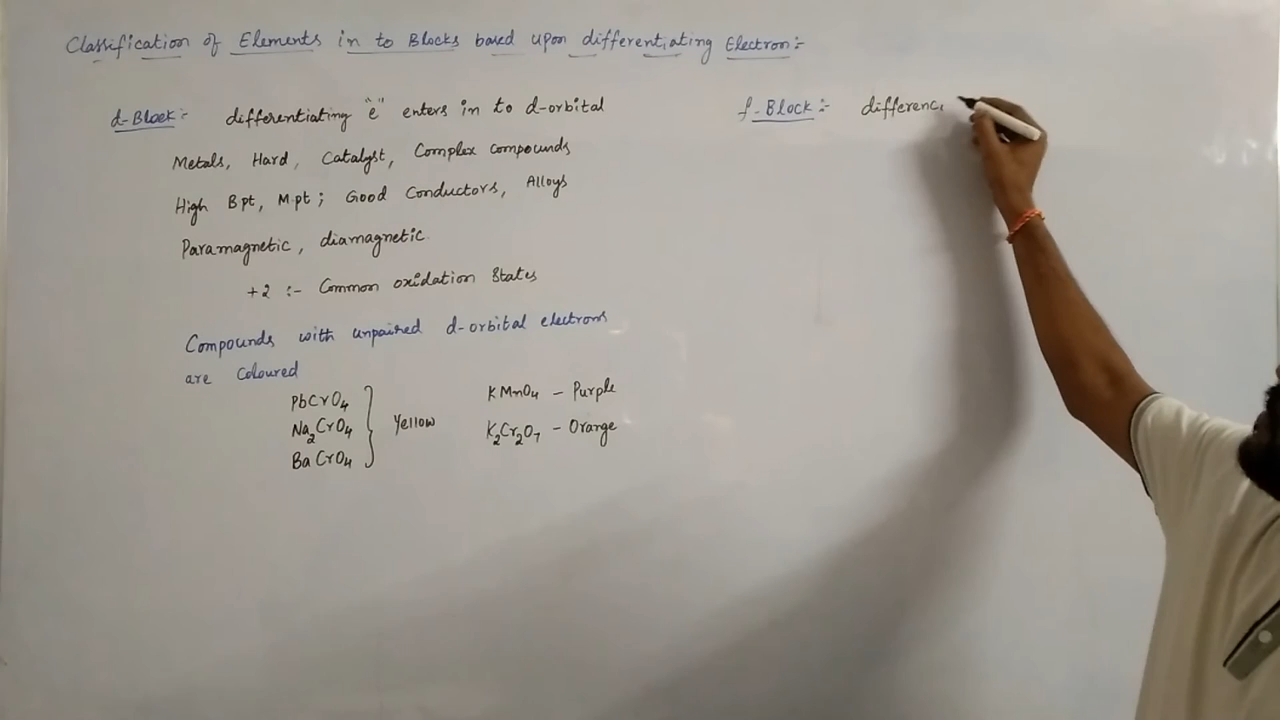 Classification of Elements in to Blocks based upon differentiating Electron:-
d-Block:- differentiating "e" enters in to d-orbital
Metals, Hard, Catalyst, Complex compounds
High Bpt, Mpt; Good Conductors, Alloys
Paramagnetic, diamagnetic.
+2 :- Common oxidation States
Compounds with unpaired d-orbital electrons
are Coloured
PbCrO4
Na2CrO4
BaCrO4
Yellow
KMnO4 - Purple
K2Cr2O7 - Orange
f-Block:- differenc